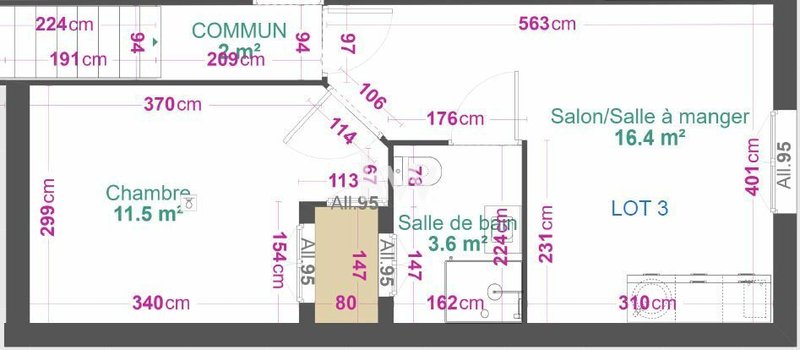 224cm
94
COMMUN
2 m²
94
97
563cm
393cm
191cm
209cm
106
370cm
176cm
Salon/Salle à manger
16.4 m²
114
113
67
78
All.95
401cm
All.95
Chambre
11.5 m²
299cm
LOT 3
Salle de bain
3.6 m²
154cm
All.95
147
All.95
147
224cm
231cm
340cm
80
162cm
310cm